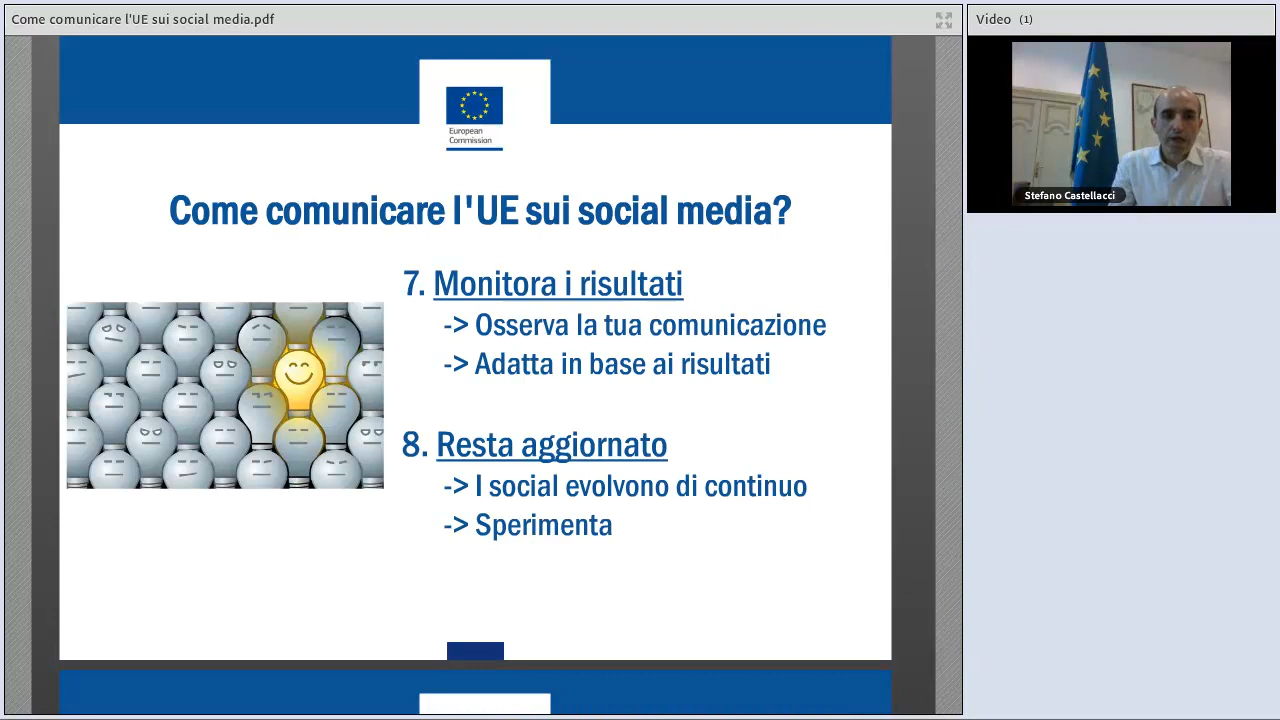 Come comunicare l'UE sui social media.pdf
Video (1)
European
Commission
Stefano Castellacci
Come comunicare l'UE sui social media?
7. Monitora i risultati
-> Osserva la tua comunicazione
-> Adatta in base ai risultati
8. Resta aggiornato
-> I social evolvono di continuo
-> Sperimenta